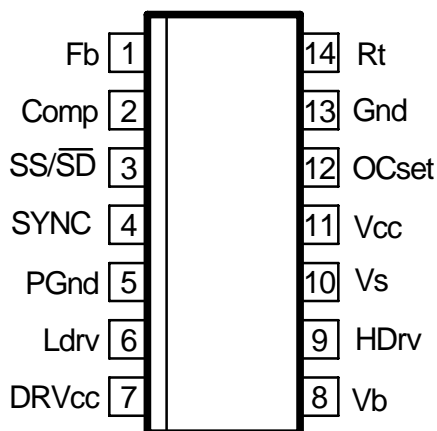 Fb 1 14 Rt
Comp 2 13 Gnd
SS/S̅D̅ 3 12 OCset
SYNC 4 11 Vcc
PGnd 5 10 Vs
Ldrv 6 9 HDrv
DRVcc 7 8 Vb